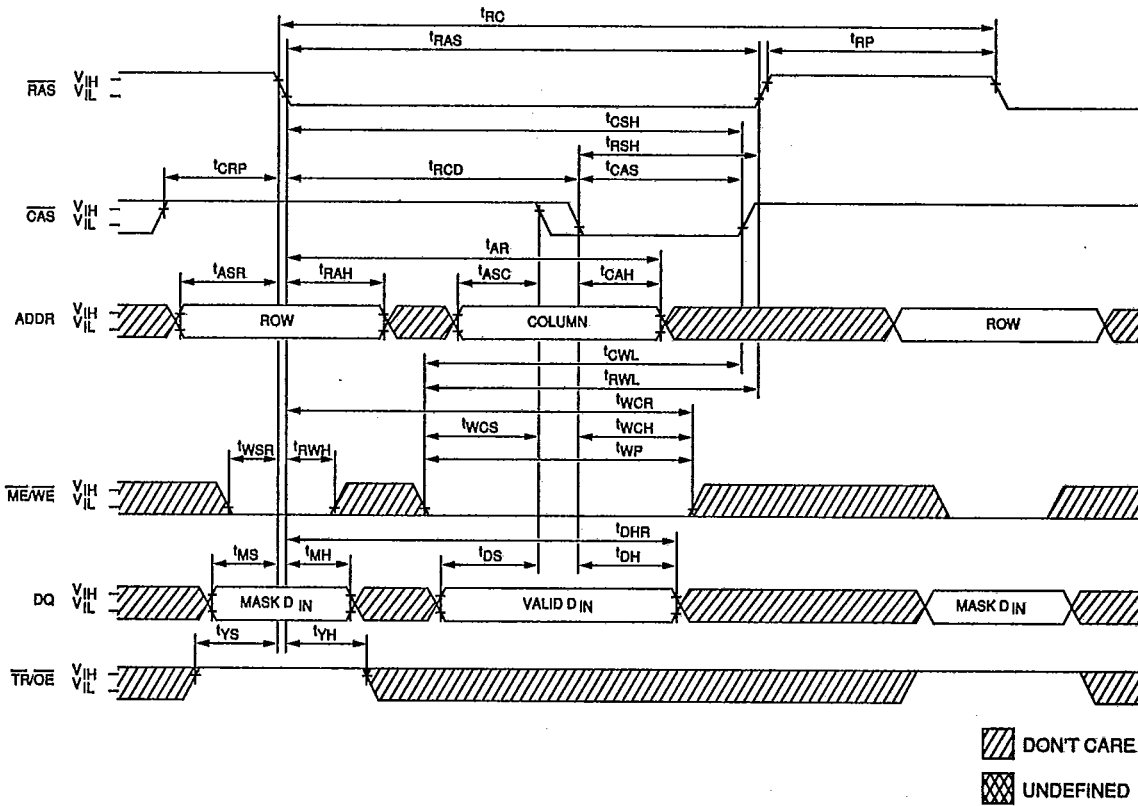 tRC
tRAS
tRP
RAS VIH
VIL
tCSH
tRSH
tCRP
tRCD
tCAS
CAS VIH
VIL
tAR
tASR
tRAH
tASC
tCAH
ADDR VIH
VIL
ROW
COLUMN
ROW
tCWL
tRWL
tWCR
tWCS
tWCH
tWSR
tRWH
tWP
ME/WE VIH
VIL
tDHR
tMS
tMH
tDS
tDH
DQ VIH
VIL
MASK D IN
VALID D IN
MASK D IN
tYS
tYH
TR/OE VIH
VIL
DON'T CARE
UNDEFINED